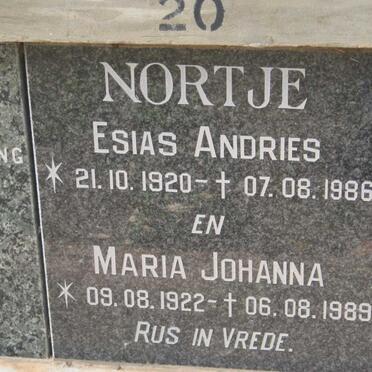 20
NORTJE
ESIAS ANDRIES
* 21.10.1920 - † 07.08.1986
EN
MARIA JOHANNA
* 09.08.1922 - † 06.08.1989
RUS IN VREDE.
NG